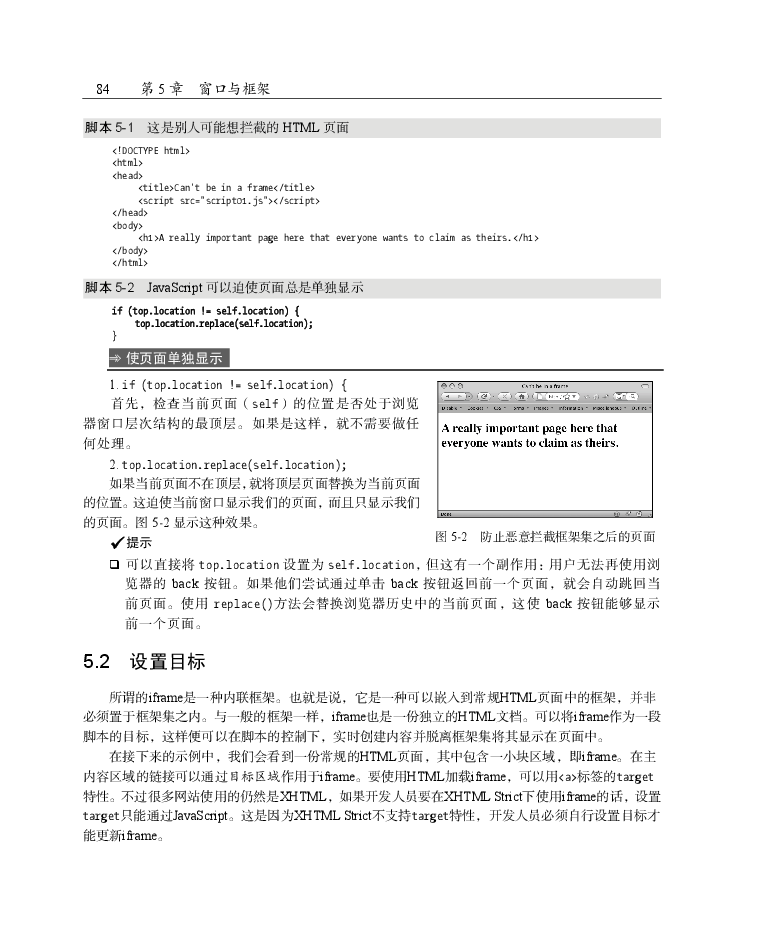 84 第 5 章 窗口与框架
脚本 5-1 这是别人可能想拦截的 HTML 页面
<!DOCTYPE html>
<html>
<head>
<title>Can't be in a frame</title>
<script src="script01.js"></script>
</head>
<body>
<h1>A really important page here that everyone wants to claim as theirs.</h1>
</body>
</html>
脚本 5-2 JavaScript 可以迫使页面总是单独显示
if (top.location != self.location) {
top.location.replace(self.location);
}
使页面单独显示
1. if (top.location != self.location) {
首先，检查当前页面（self）的位置是否处于浏览
器窗口层次结构的最顶层。如果是这样，就不需要做任
何处理。
2. top.location.replace(self.location);
如果当前页面不在顶层，就将顶层页面替换为当前页面
的位置。这迫使当前窗口显示我们的页面，而且只显示我们
的页面。图 5-2 显示这种效果。
Can't be in a frame
A really important page here that
everyone wants to claim as theirs.
Done
图 5-2 防止恶意拦截框架集之后的页面
✓提示
❑ 可以直接将 top.location 设置为 self.location，但这有一个副作用：用户无法再使用浏
览器的 back 按钮。如果他们尝试通过单击 back 按钮返回前一个页面，就会自动跳回当
前页面。使用 replace()方法会替换浏览器历史中的当前页面，这使 back 按钮能够显示
前一个页面。
5.2 设置目标
所谓的iframe是一种内联框架。也就是说，它是一种可以嵌入到常规HTML页面中的框架，并非
必须置于框架集之内。与一般的框架一样，iframe也是一份独立的HTML文档。可以将iframe作为一段
脚本的目标，这样便可以在脚本的控制下，实时创建内容并脱离框架集将其显示在页面中。
在接下来的示例中，我们会看到一份常规的HTML页面，其中包含一小块区域，即iframe。在主
内容区域的链接可以通过目标区域作用于iframe。要使用HTML加载iframe，可以用<a>标签的target
特性。不过很多网站使用的仍然是XHTML，如果开发人员要在XHTML Strict下使用iframe的话，设置
target只能通过JavaScript。这是因为XHTML Strict不支持target特性，开发人员必须自行设置目标才
能更新iframe。